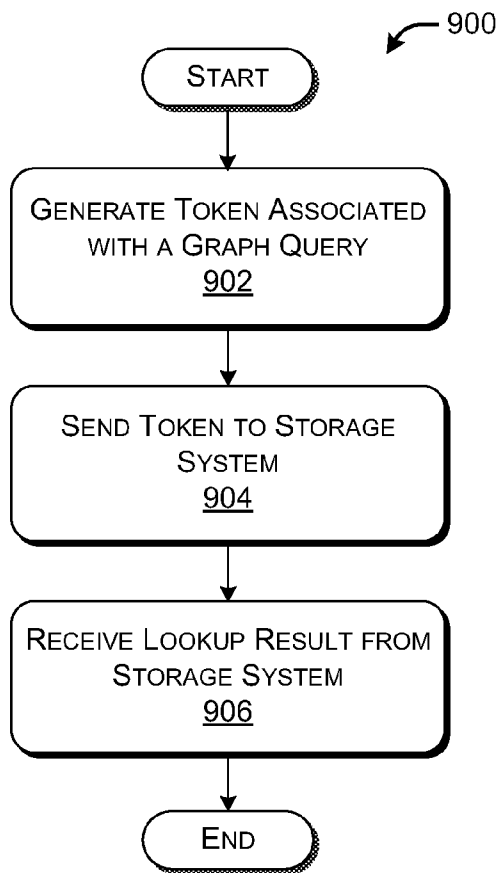 900
START
GENERATE TOKEN ASSOCIATED
WITH A GRAPH QUERY
902
SEND TOKEN TO STORAGE
SYSTEM
904
RECEIVE LOOKUP RESULT FROM
STORAGE SYSTEM
906
END